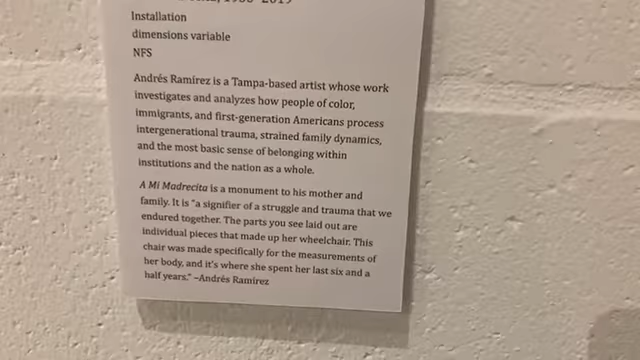 Installation
dimensions variable
NFS
Andrés Ramírez is a Tampa-based artist whose work
investigates and analyzes how people of color,
immigrants, and first-generation Americans process
intergenerational trauma, strained family dynamics,
and the most basic sense of belonging within
institutions and the nation as a whole.
A Mi Madrecita is a monument to his mother and
family. It is "a signifier of a struggle and trauma that we
endured together. The parts you see laid out are
individual pieces that made up her wheelchair. This
chair was made specifically for the measurements of
her body, and it's where she spent her last six and a
half years." –Andrés Ramírez